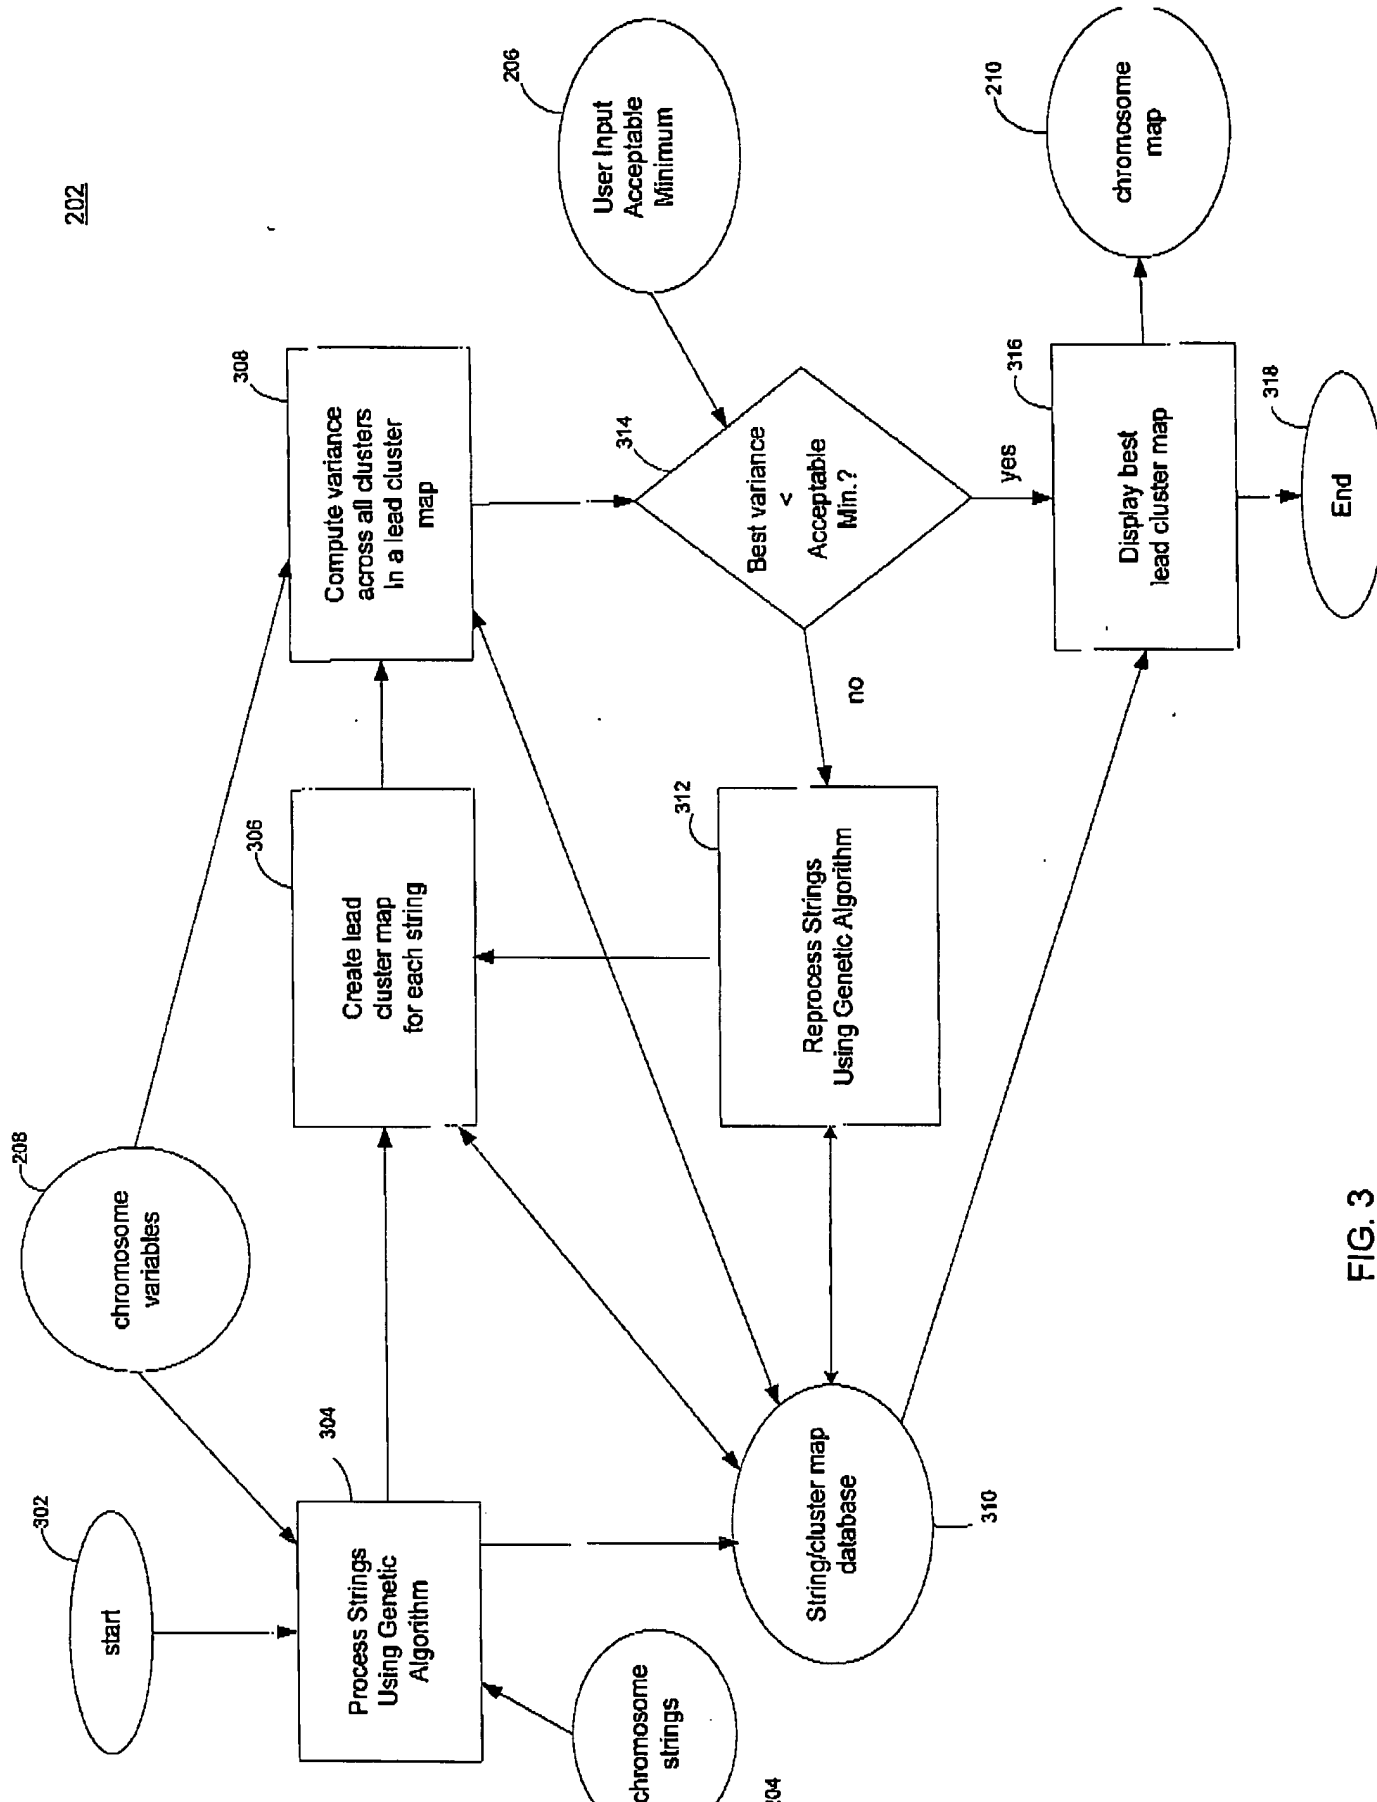 202
302
start
208
chromosome
variables
304
Process Strings
Using Genetic
Algorithm
chromosome
strings
306
Create lead
cluster map
for each string
308
Compute variance
across all clusters
In a lead cluster
map
206
User Input
Acceptable
Minimum
314
Best variance
<
Acceptable
Min.?
no
yes
312
Reprocess Strings
Using Genetic Algorithm
String/cluster map
database
310
316
Display best
lead cluster map
210
chromosome
map
318
End
FIG. 3